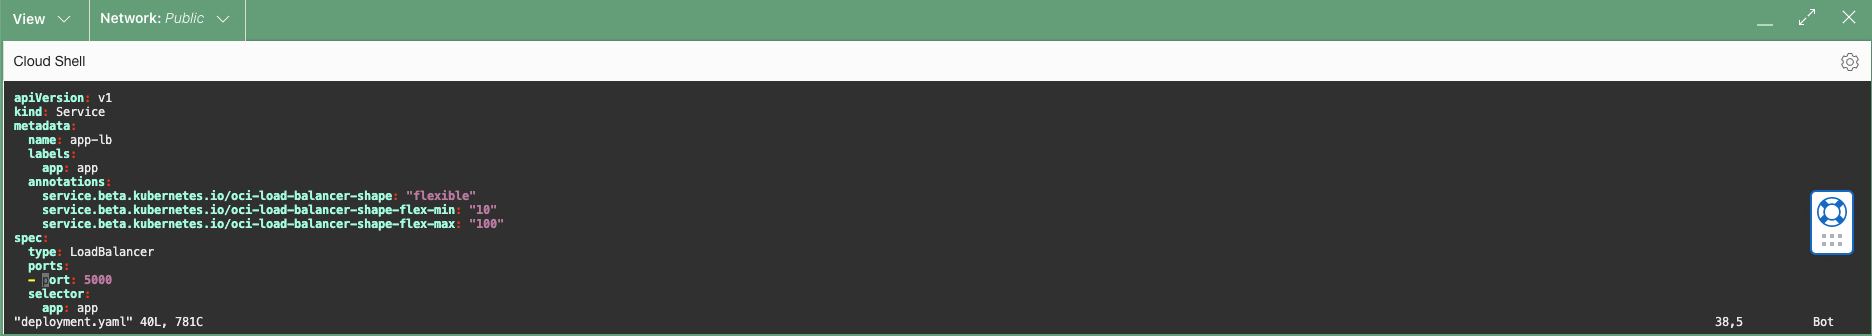 View Network: Public
Cloud Shell
apiVersion: v1
kind: Service
metadata:
  name: app-lb
  labels:
    app: app
  annotations:
    service.beta.kubernetes.io/oci-load-balancer-shape: "flexible"
    service.beta.kubernetes.io/oci-load-balancer-shape-flex-min: "10"
    service.beta.kubernetes.io/oci-load-balancer-shape-flex-max: "100"
spec:
  type: LoadBalancer
  ports:
  - port: 5000
  selector:
    app: app
"deployment.yaml" 40L, 781C 38,5 Bot